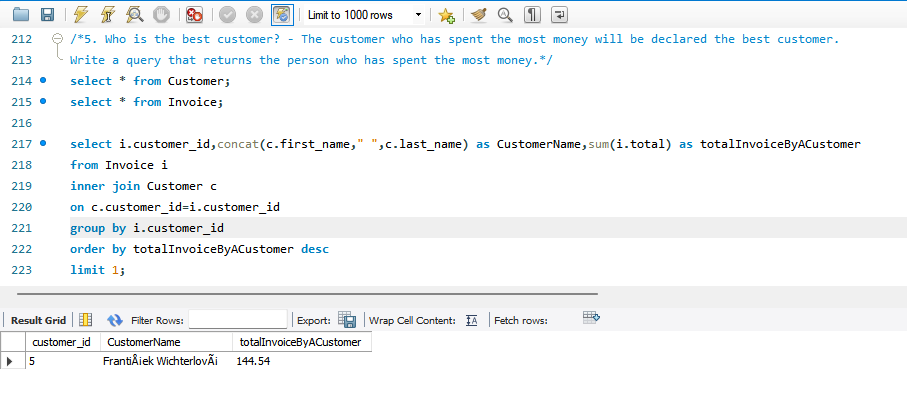 Limit to 1000 rows
212 /*5. Who is the best customer? - The customer who has spent the most money will be declared the best customer.
213 Write a query that returns the person who has spent the most money.*/
214 select * from Customer;
215 select * from Invoice;
216
217 select i.customer_id,concat(c.first_name," ",c.last_name) as CustomerName,sum(i.total) as totalInvoiceByACustomer
218 from Invoice i
219 inner join Customer c
220 on c.customer_id=i.customer_id
221 group by i.customer_id
222 order by totalInvoiceByACustomer desc
223 limit 1;
Result Grid Filter Rows: Export: Wrap Cell Content: IA Fetch rows:
customer_id CustomerName totalInvoiceByACustomer
5 FrantiÅiek WichterlovÃi 144.54